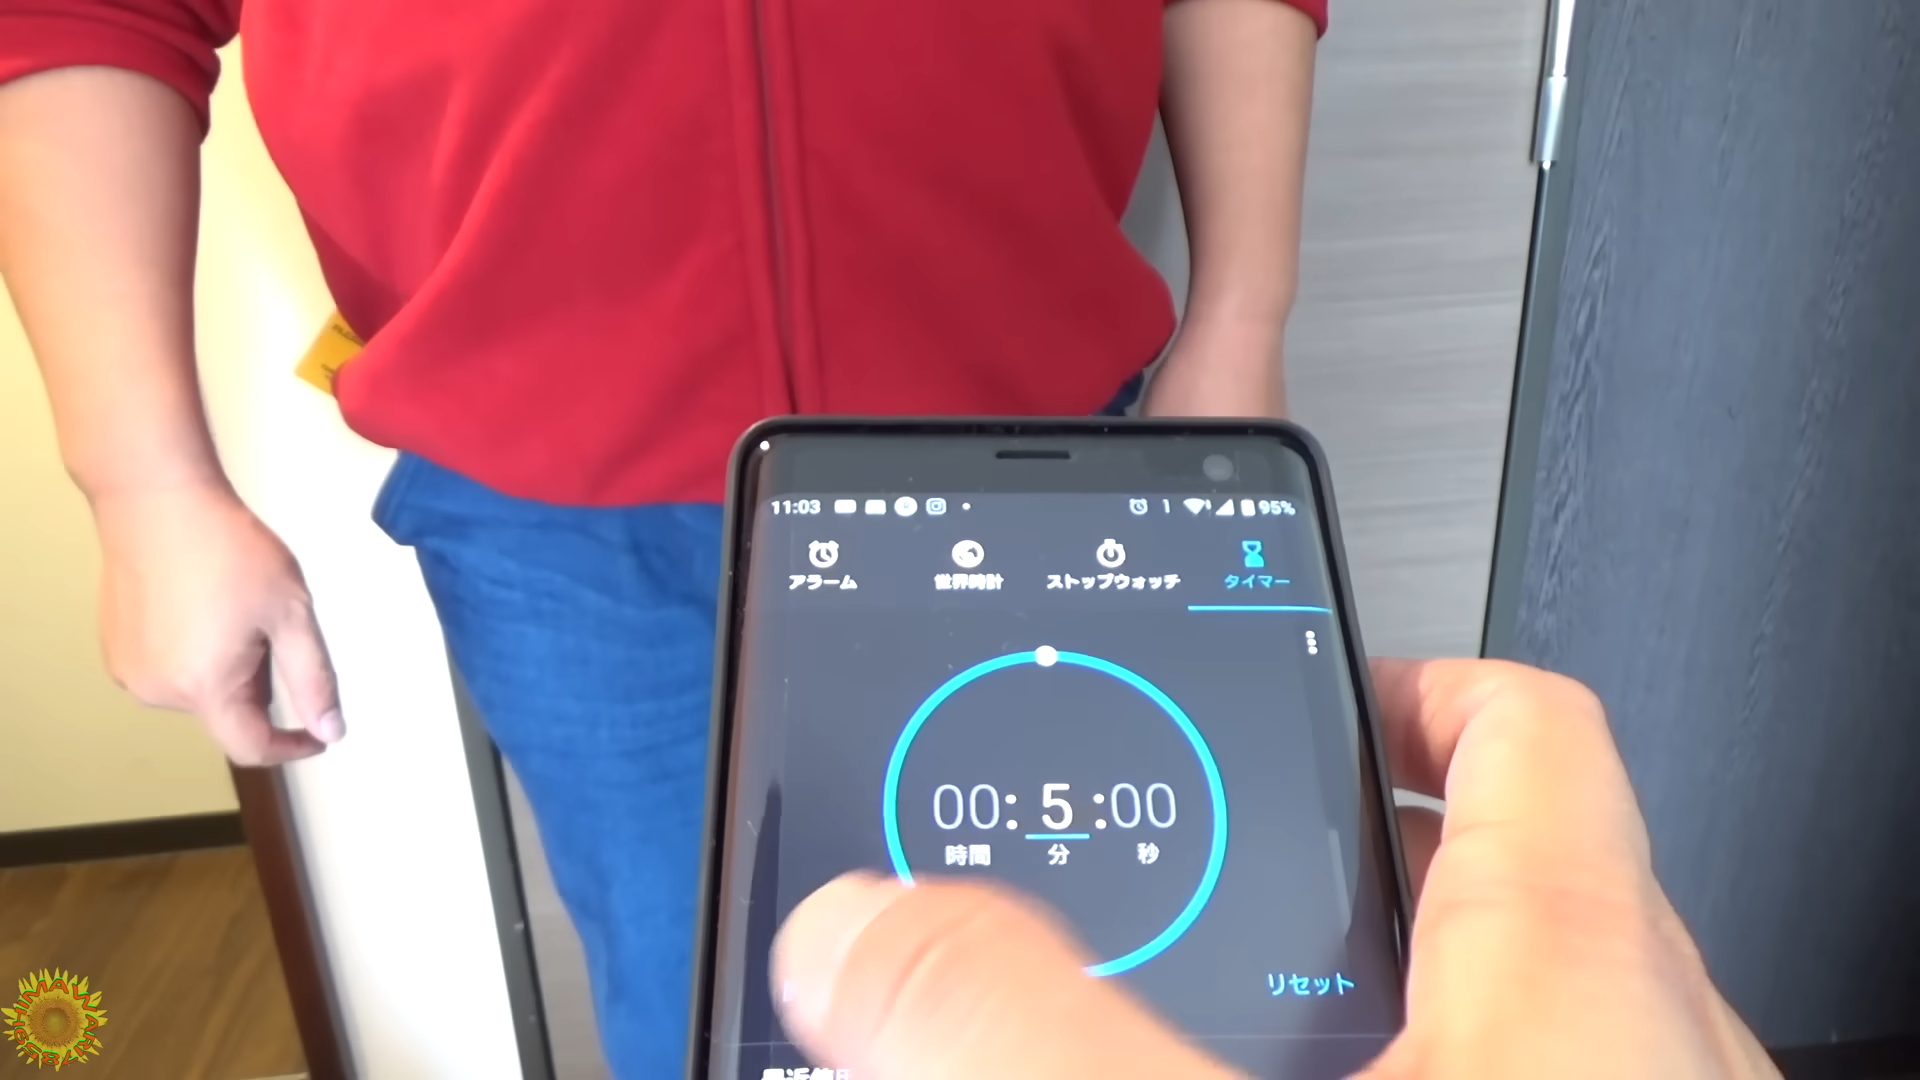 11:03 95%
アラーム 世界時計 ストップウォッチ タイマー
00: 5 :00
時間 分 秒
リセット
HIMAWARI